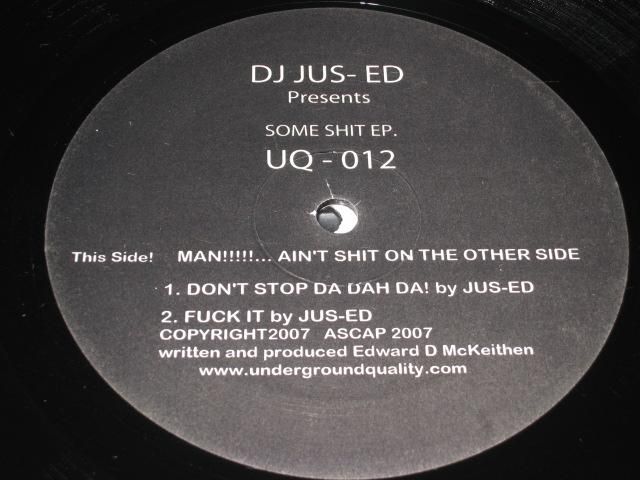 DJ JUS- ED
Presents
SOME SHIT EP.
UQ - 012
This Side! MAN!!!!!... AIN'T SHIT ON THE OTHER SIDE
1. DON'T STOP DA DAH DA! by JUS-ED
2. FUCK IT by JUS-ED
COPYRIGHT2007 ASCAP 2007
written and produced Edward D McKeithen
www.undergroundquality.com